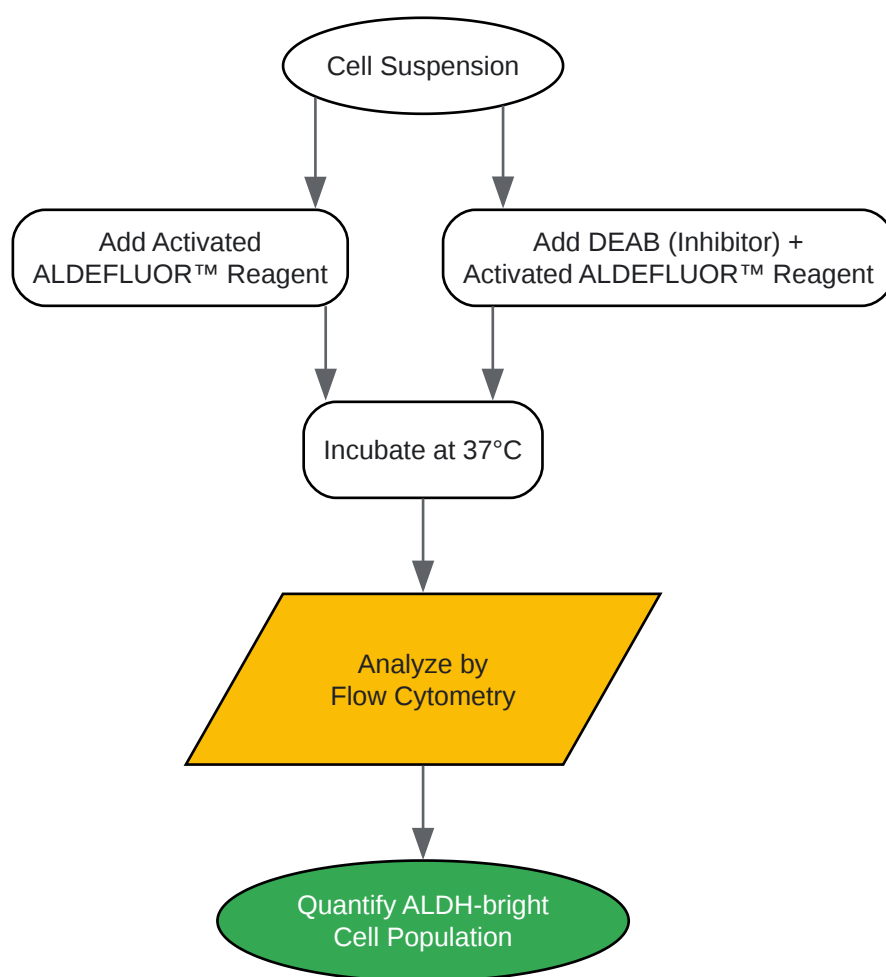 Cell Suspension
Add Activated
ALDEFLUOR™ Reagent
Add DEAB (Inhibitor) +
Activated ALDEFLUOR™ Reagent
Incubate at 37°C
Analyze by
Flow Cytometry
Quantify ALDH-bright
Cell Population